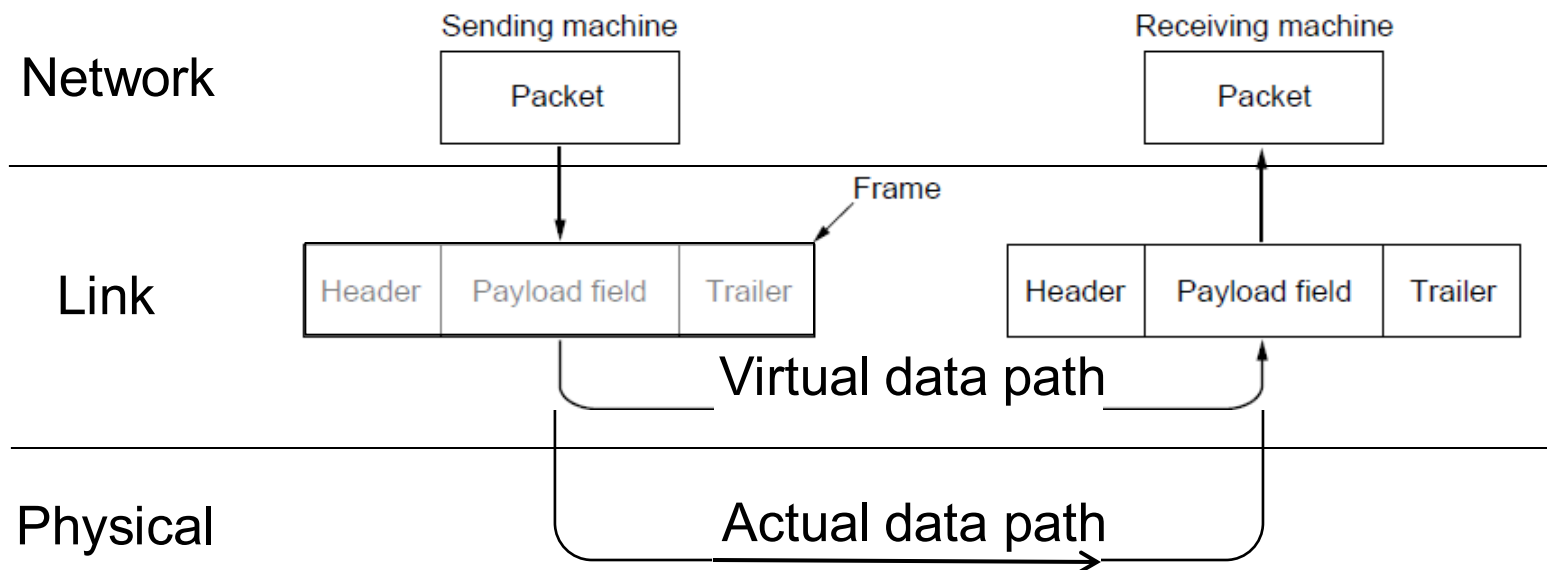 Sending machine
Receiving machine
Network
Packet
Packet
Frame
Link
Header
Payload field
Trailer
Header
Payload field
Trailer
Virtual data path
Physical
Actual data path